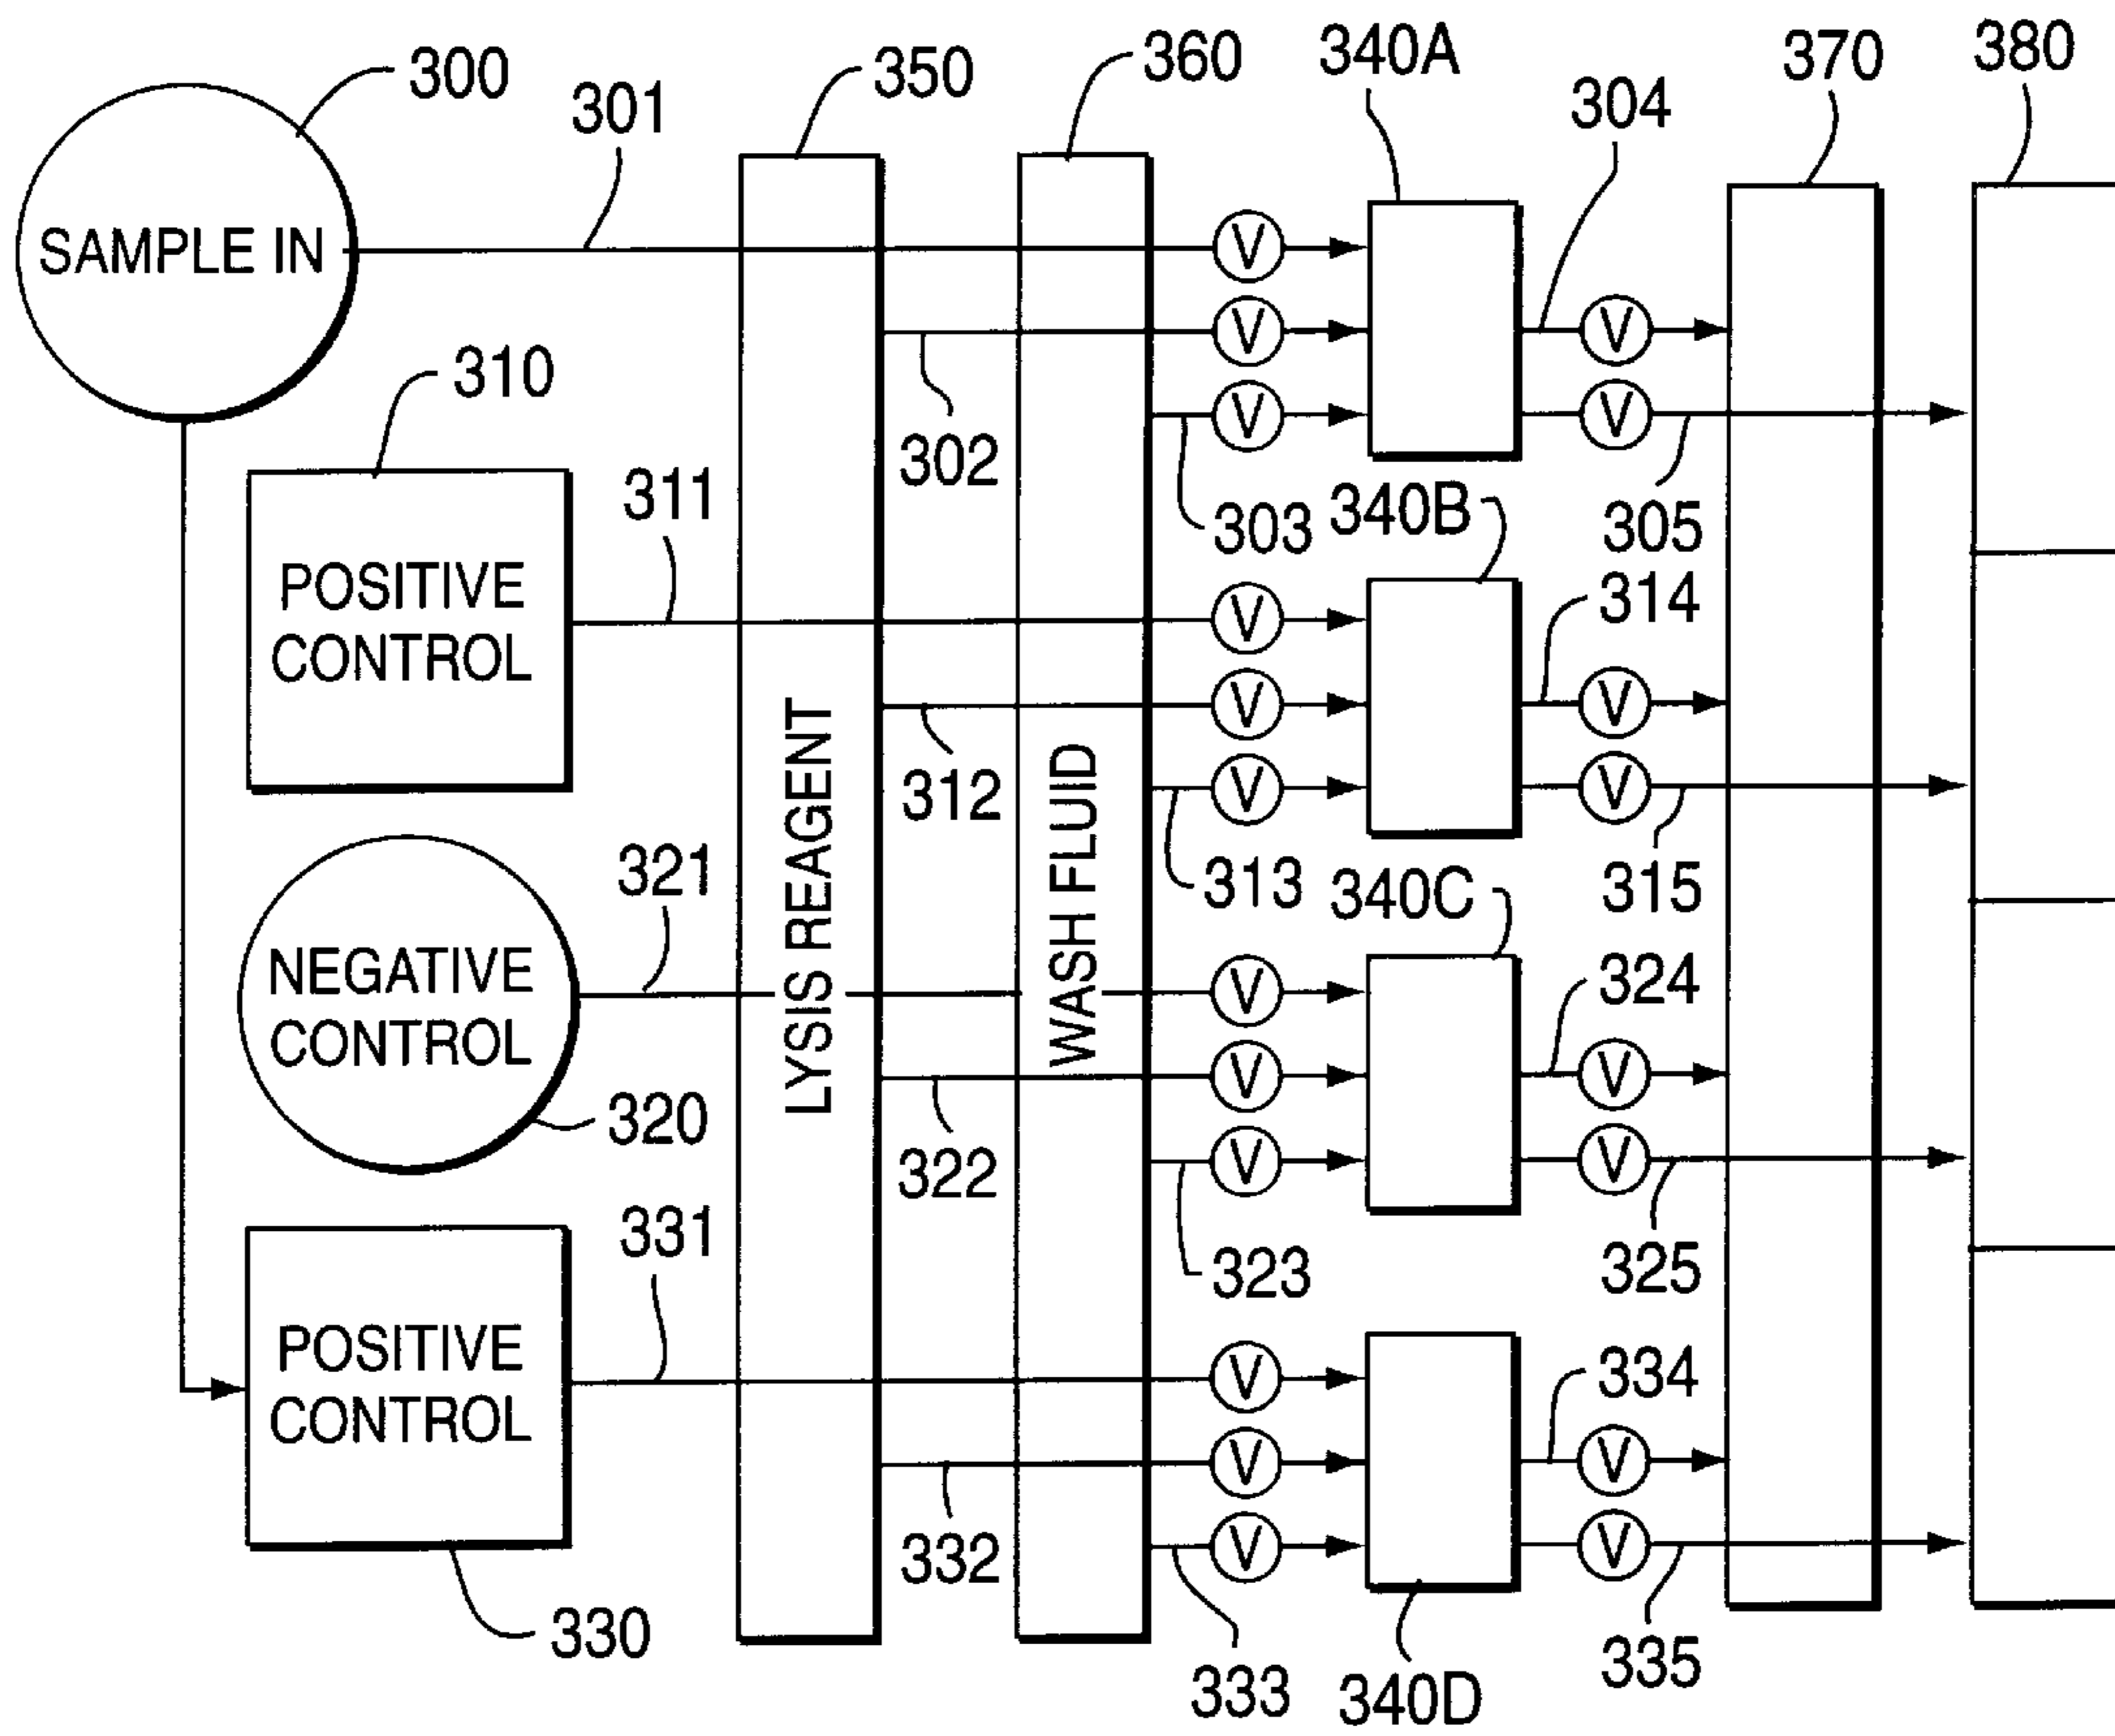 300
301
350
360
340A
304
370
380
SAMPLE IN
V
V
V
V
V
302
303
305
310
311
POSITIVE
CONTROL
340B
314
V
V
V
V
V
312
313
315
LYSIS REAGENT
WASH FLUID
321
NEGATIVE
CONTROL
320
340C
324
V
V
V
V
V
322
323
325
331
POSITIVE
CONTROL
330
334
V
V
V
V
V
332
333
340D
335